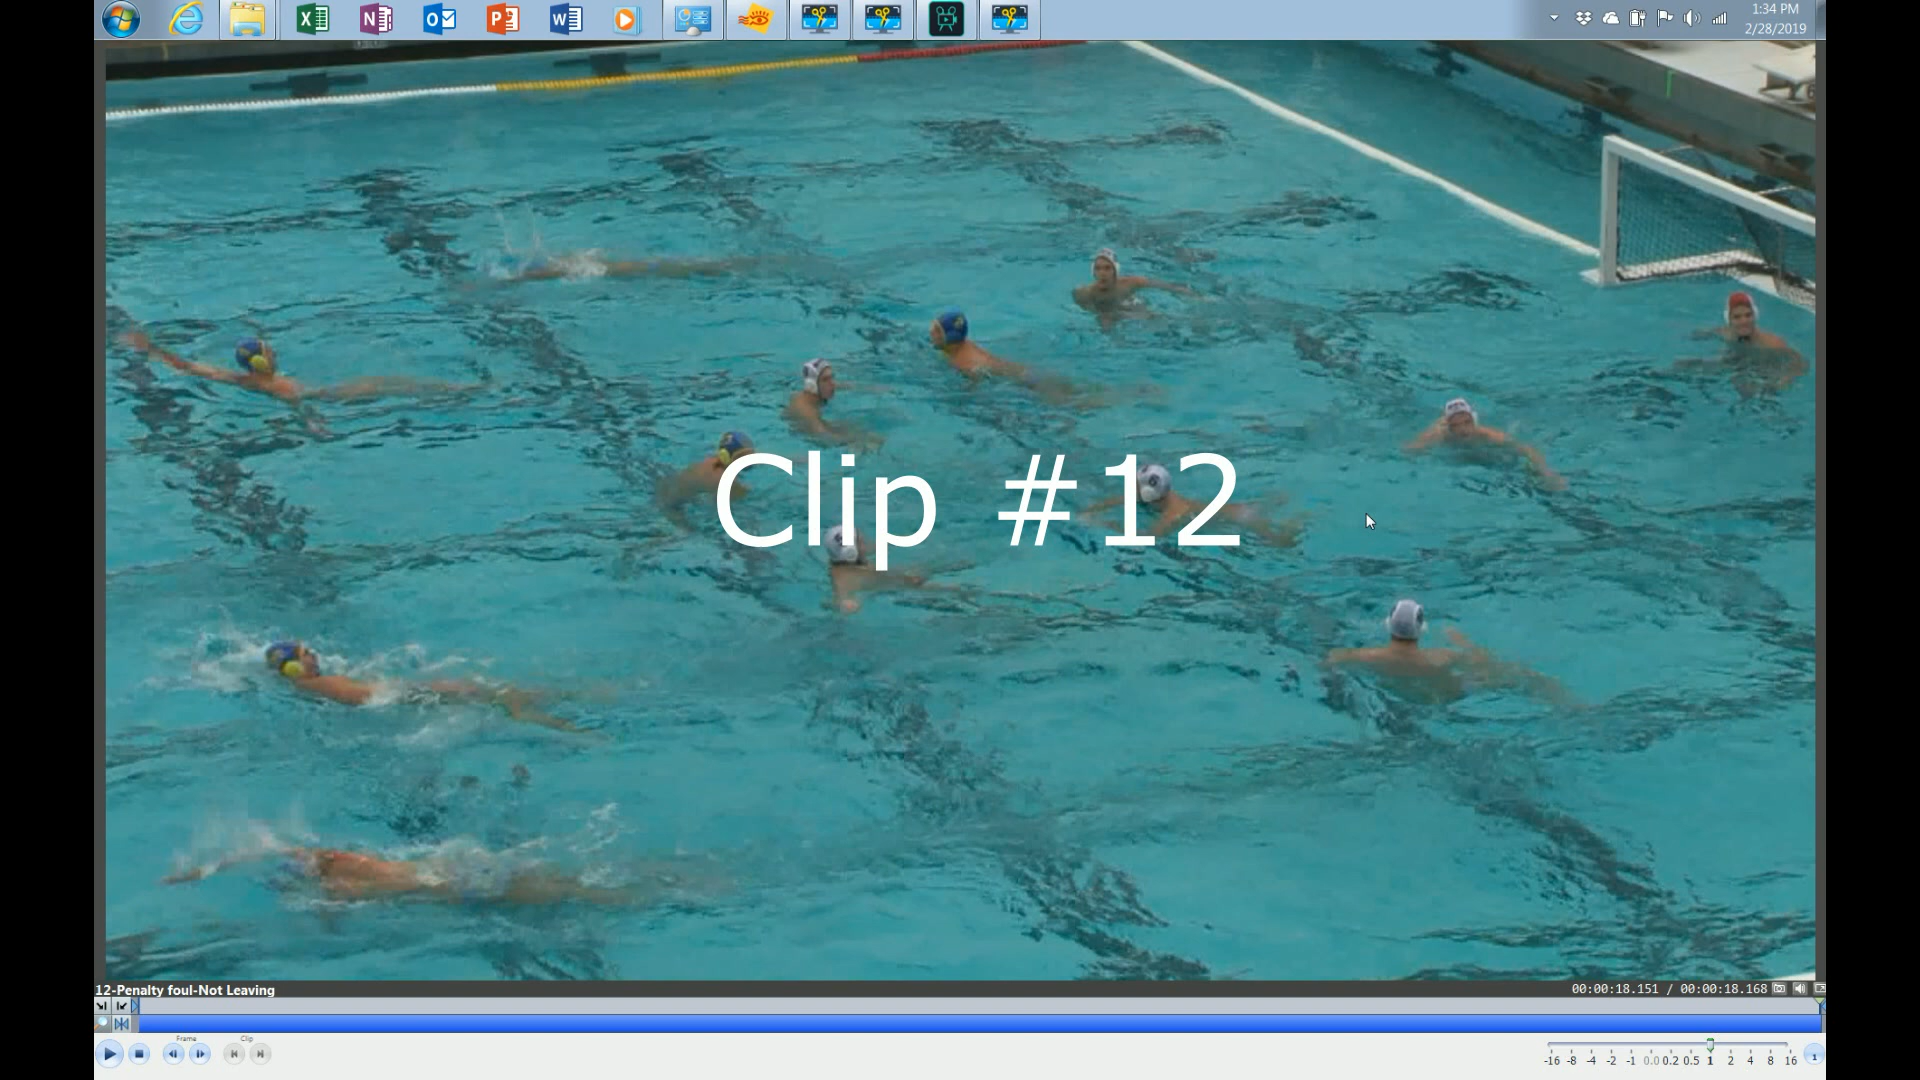 1:34 PM
2/28/2019
Clip #12
12-Penalty foul-Not Leaving
00:00:18.151 / 00:00:18.168
Frame
Clip
-16 -8 -4 -2 -1 0.0 0.2 0.5 1 2 4 8 16
1